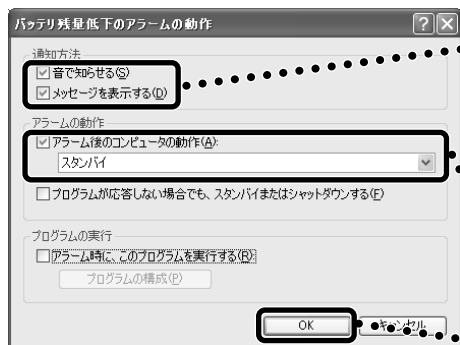 バッテリ残量低下のアラームの動作
通知方法
音で知らせる(S)
メッセージを表示する(D)
アラームの動作
アラーム後のコンピュータの動作(A):
スタンバイ
プログラムが応答しない場合でも、スタンバイまたはシャットダウンする(F)
プログラムの実行
アラーム時に、このプログラムを実行する(R):
プログラムの構成(P)
OK
キャンセル